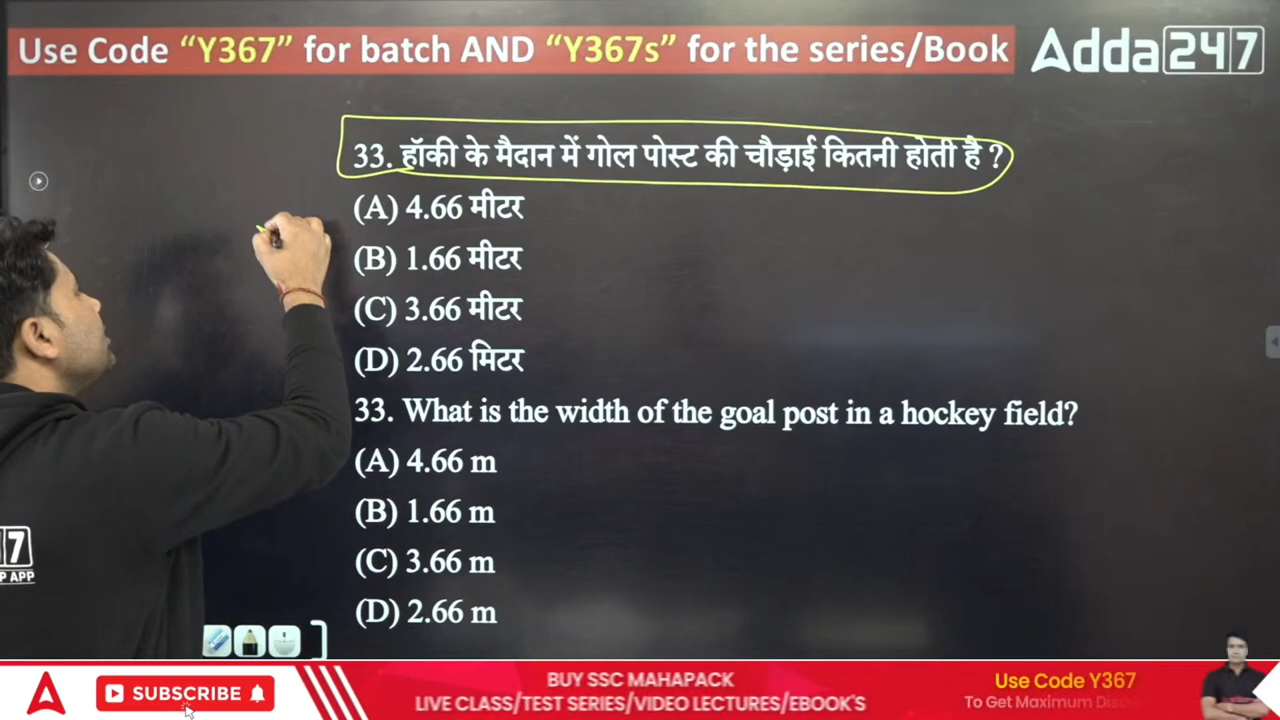 Use Code “Y367” for batch AND “Y367s” for the series/Book
Adda247
33. हॉकी के मैदान में गोल पोस्ट की चौड़ाई कितनी होती है ?
(A) 4.66 मीटर
(B) 1.66 मीटर
(C) 3.66 मीटर
(D) 2.66 मिटर
33. What is the width of the goal post in a hockey field?
(A) 4.66 m
(B) 1.66 m
(C) 3.66 m
(D) 2.66 m
7
P APP
SUBSCRIBE
BUY SSC MAHAPACK
LIVE CLASS/TEST SERIES/VIDEO LECTURES/EBOOK'S
Use Code Y367
To Get Maximum